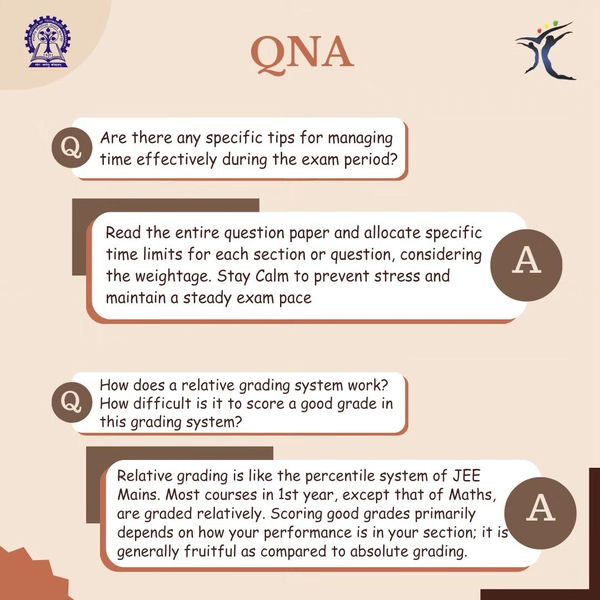 QNA
Q
Are there any specific tips for managing
time effectively during the exam period?
Read the entire question paper and allocate specific
time limits for each section or question, considering
the weightage. Stay Calm to prevent stress and
maintain a steady exam pace
A
Q
How does a relative grading system work?
How difficult is it to score a good grade in
this grading system?
Relative grading is like the percentile system of JEE
Mains. Most courses in 1st year, except that of Maths,
are graded relatively. Scoring good grades primarily
depends on how your performance is in your section; it is
generally fruitful as compared to absolute grading.
A